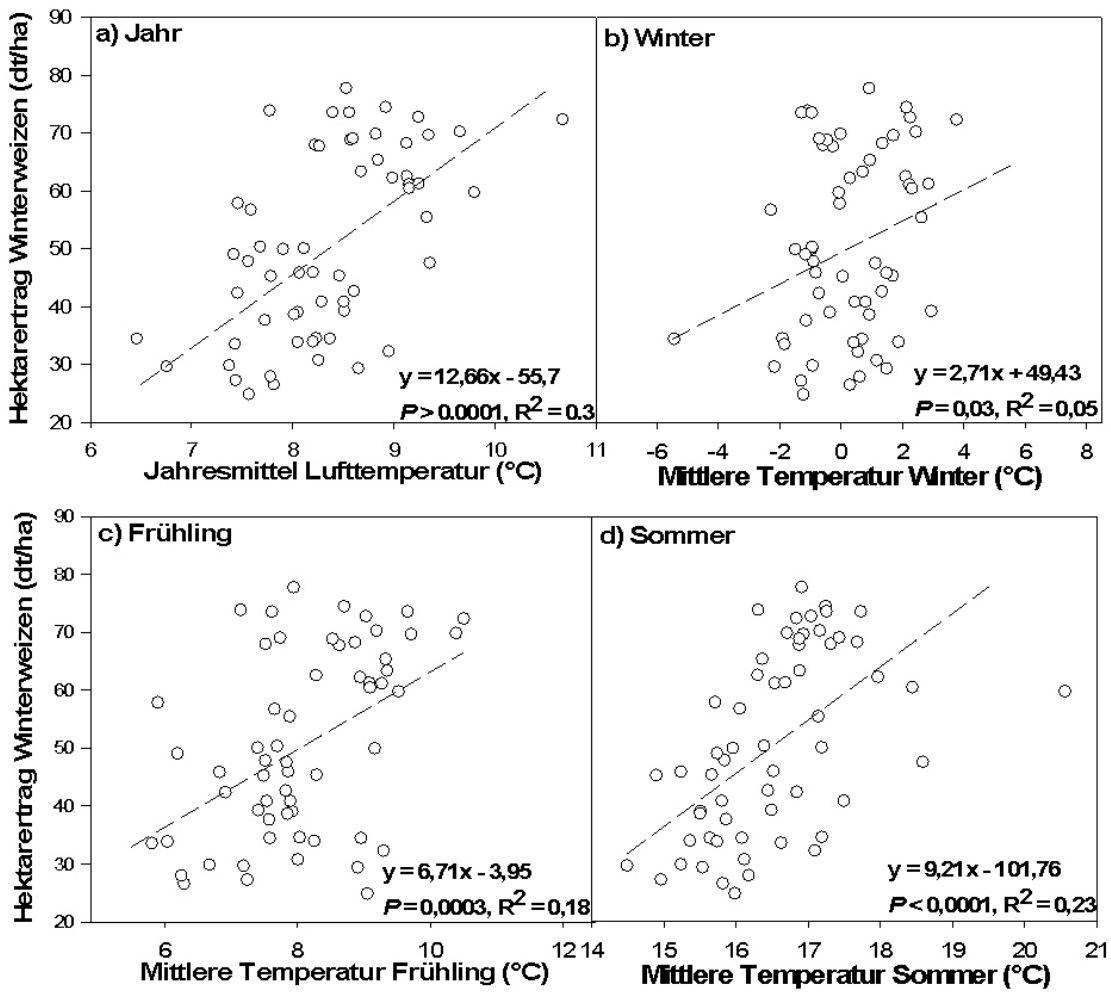 Hektarertrag Winterweizen (dt/ha)
90
80
70
60
50
40
30
20
a) Jahr
y = 12,66x - 55,7
P > 0.0001, R² = 0.3
6 7 8 9 10 11
Jahresmittel Lufttemperatur (°C)
b) Winter
y = 2,71x + 49,43
P = 0,03, R² = 0,05
-6 -4 -2 0 2 4 6 8
Mittlere Temperatur Winter (°C)
Hektarertrag Winterweizen (dt/ha)
90
80
70
60
50
40
30
20
c) Frühling
y = 6,71x - 3,95
P = 0,0003, R² = 0,18
6 8 10 12
Mittlere Temperatur Frühling (°C)
d) Sommer
y = 9,21x - 101,76
P < 0,0001, R² = 0,23
14 15 16 17 18 19 20 21
Mittlere Temperatur Sommer (°C)